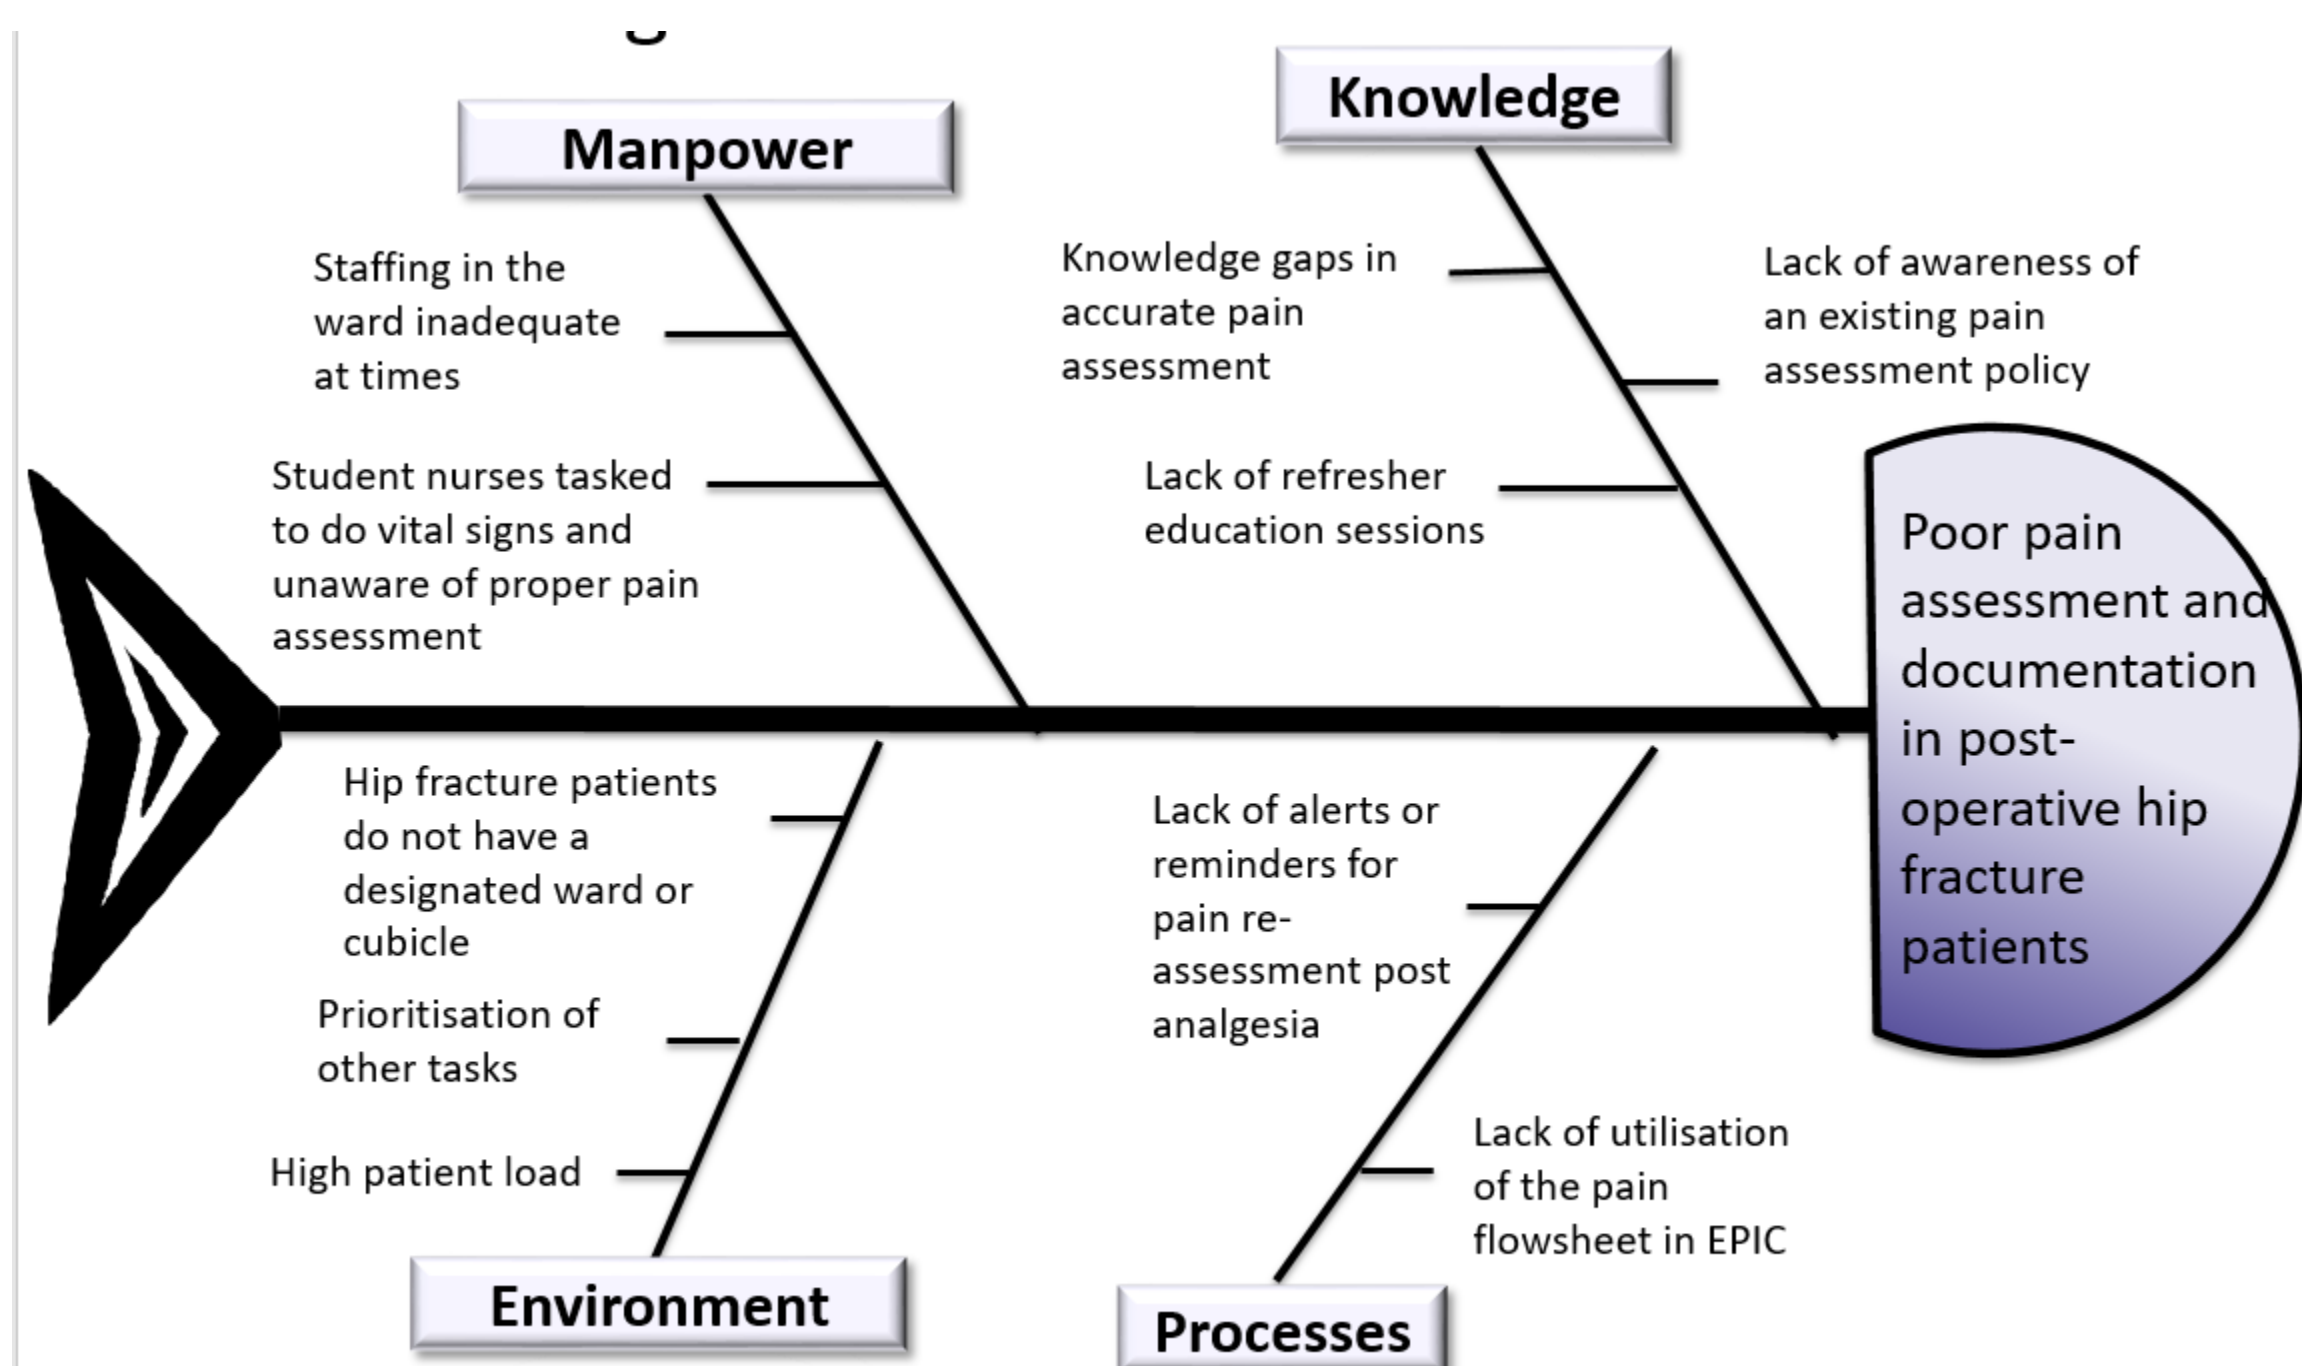 Manpower
Knowledge
Staffing in the
ward inadequate
at times
Student nurses tasked
to do vital signs and
unaware of proper pain
assessment
Knowledge gaps in
accurate pain
assessment
Lack of refresher
education sessions
Lack of awareness of
an existing pain
assessment policy
Poor pain
assessment and
documentation
in post-
operative hip
fracture
patients
Hip fracture patients
do not have a
designated ward or
cubicle
Prioritisation of
other tasks
High patient load
Environment
Lack of alerts or
reminders for
pain re-
assessment post
analgesia
Lack of utilisation
of the pain
flowsheet in EPIC
Processes